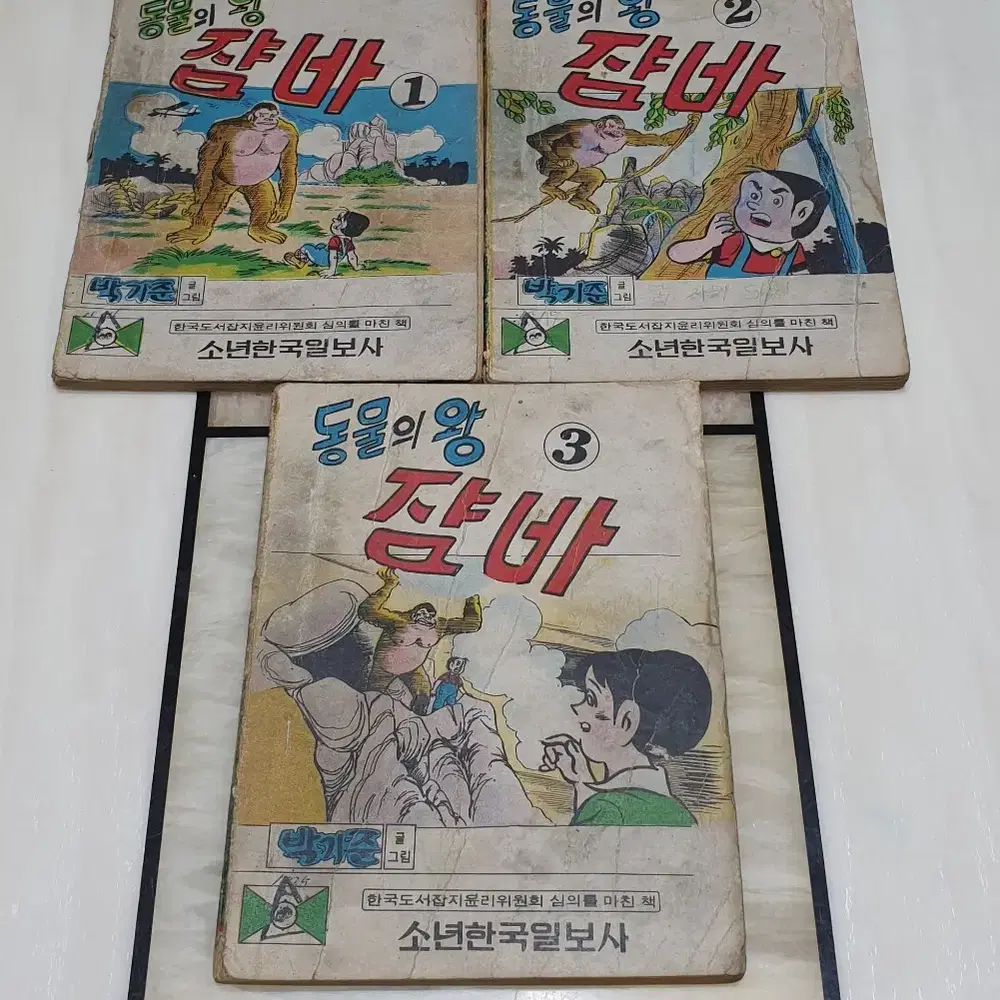 동물의 왕
쟘바
1
박기준
글
그림
한국도서잡지윤리위원회 심의를 마친 책
소년한국일보사
동물의 왕
2
쟘바
박기준
글
그림
한국도서잡지윤리위원회 심의를 마친 책
소년한국일보사
동물의 왕
3
쟘바
박기준
글
그림
한국도서잡지윤리위원회 심의를 마친 책
소년한국일보사